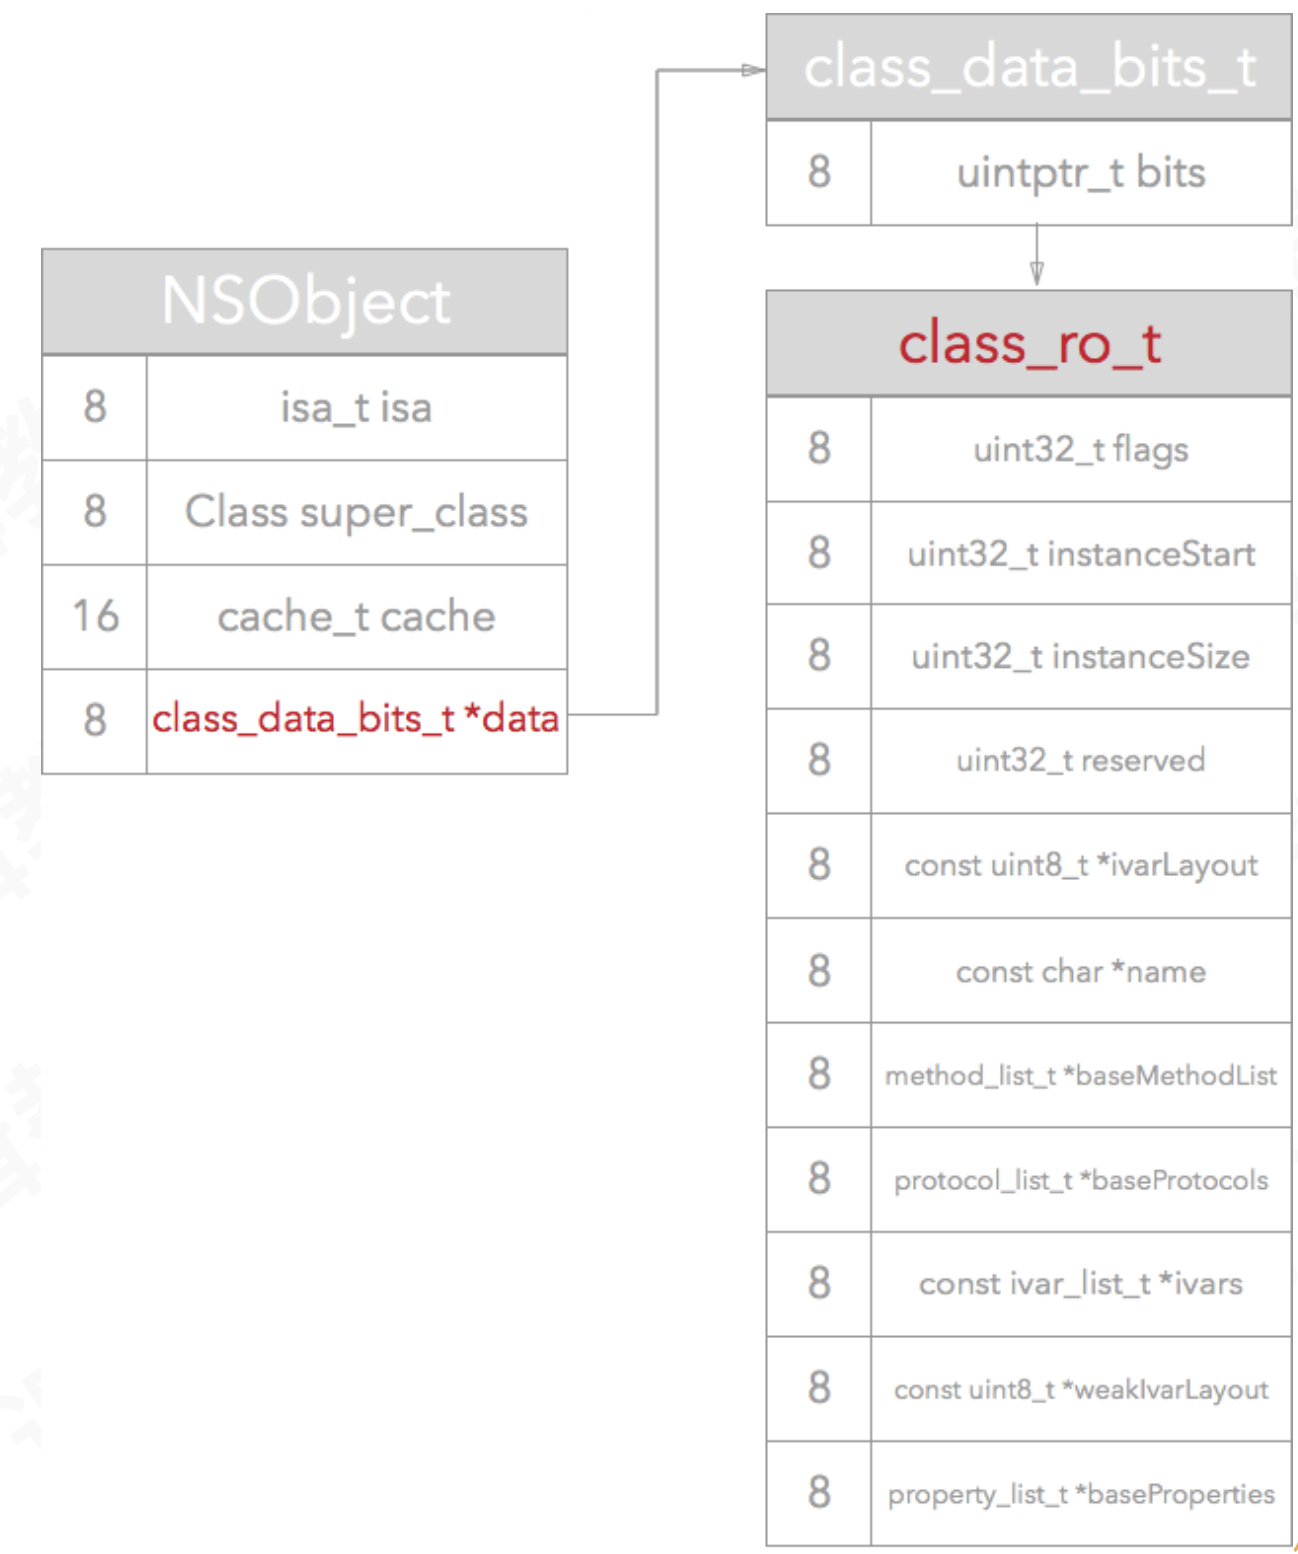 class_data_bits_t
8 uintptr_t bits
NSObject
8 isa_t isa
8 Class super_class
16 cache_t cache
8 class_data_bits_t *data
class_ro_t
8 uint32_t flags
8 uint32_t instanceStart
8 uint32_t instanceSize
8 uint32_t reserved
8 const uint8_t *ivarLayout
8 const char *name
8 method_list_t *baseMethodList
8 protocol_list_t *baseProtocols
8 const ivar_list_t *ivars
8 const uint8_t *weakIvarLayout
8 property_list_t *baseProperties